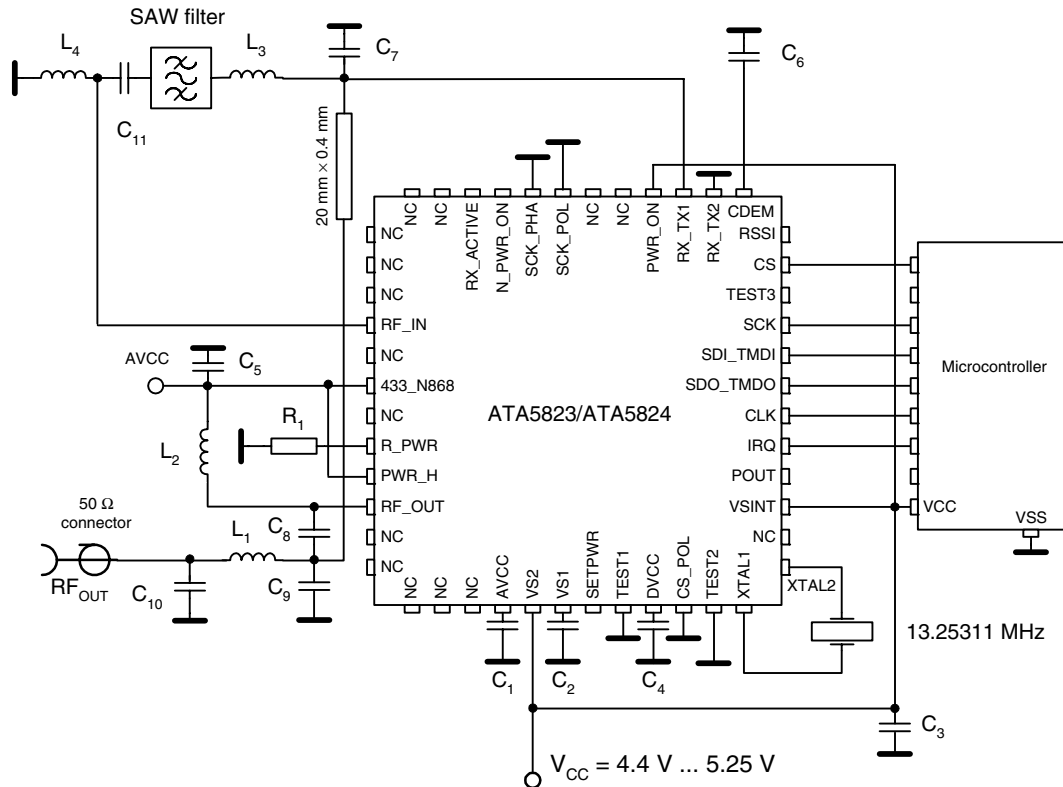 SAW filter
L4
L3
C7
C6
C11
20 mm × 0.4 mm
NC
NC
RX_ACTIVE
N_PWR_ON
SCK_PHA
SCK_POL
NC
NC
PWR_ON
RX_TX1
RX_TX2
CDEM
NC
NC
NC
RF_IN
NC
433_N868
NC
R_PWR
PWR_H
RF_OUT
NC
NC
RSSI
CS
TEST3
SCK
SDI_TMDI
SDO_TMDO
CLK
IRQ
POUT
VSINT
NC
XTAL2
ATA5823/ATA5824
Microcontroller
VCC
VSS
AVCC
C5
R1
L2
50 Ω
connector
RFOUT
L1
C8
C10
C9
NC
NC
NC
AVCC
VS2
VS1
SETPWR
TEST1
DVCC
CS_POL
TEST2
XTAL1
13.25311 MHz
C1
C2
C4
C3
VCC = 4.4 V ... 5.25 V